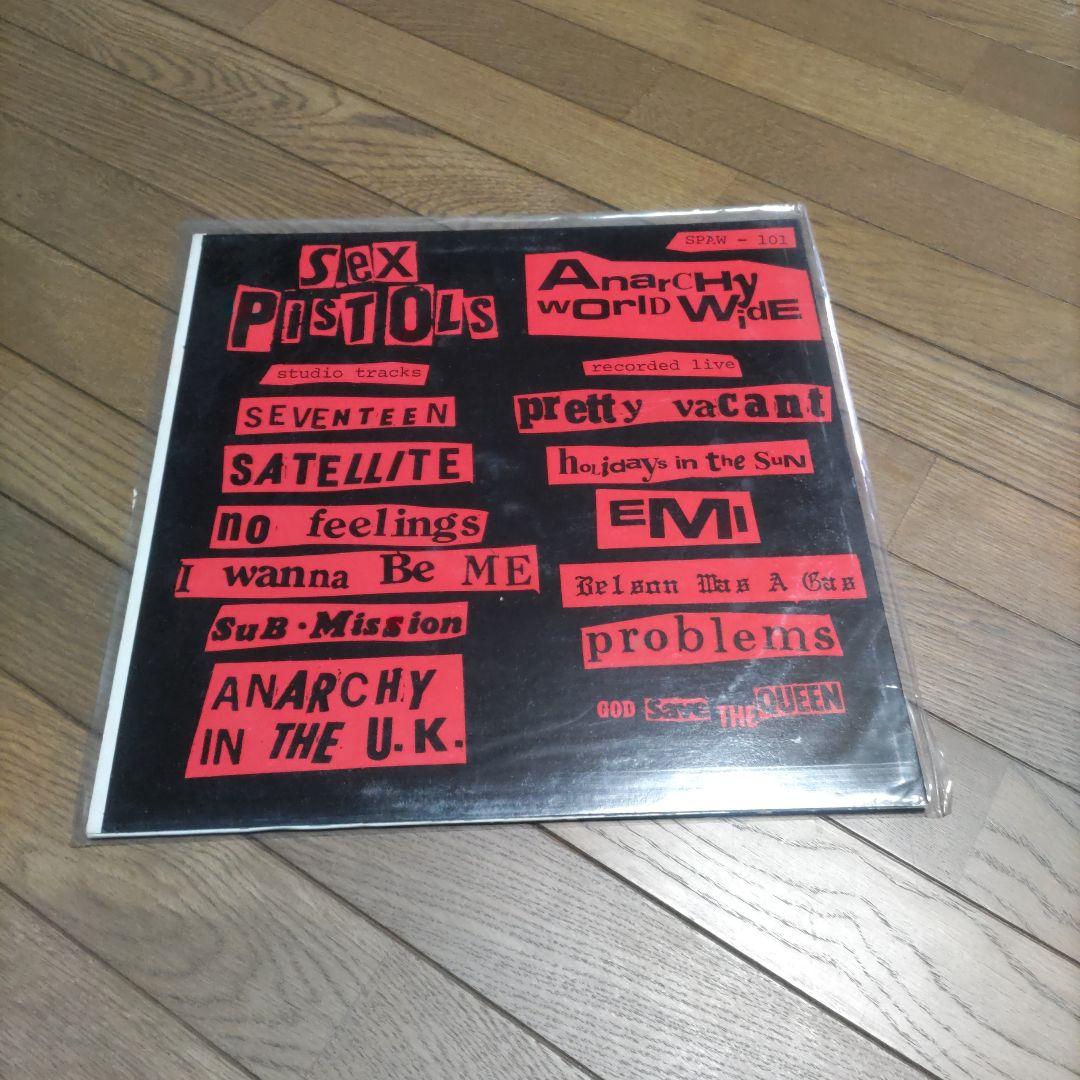 Sex
PiSTOLS
studio tracks
SEVENTEEN
SATELLITE
no feelings
I wanna Be ME
SuB·Mission
ANARCHY
IN THE U.K.
SPAW - 101
AnarCHy
WORlD WidE
recorded live
pretty vacant
hOLidays in the SuN
EMI
Belson Was A Gas
problems
GOD Save THE QUEEN